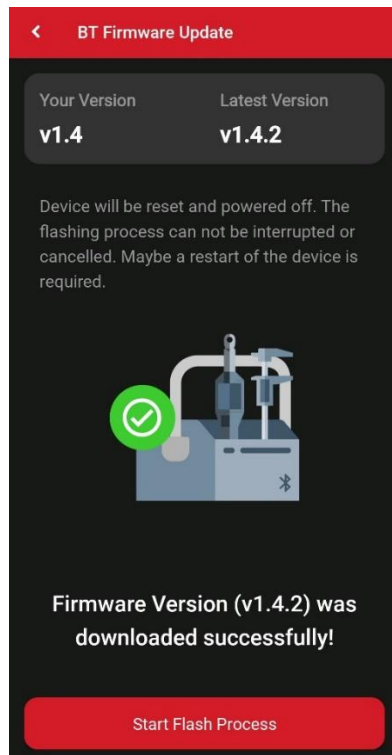 BT Firmware Update
Your Version
Latest Version
v1.4
v1.4.2
Device will be reset and powered off. The
flashing process can not be interrupted or
cancelled. Maybe a restart of the device is
required.
Firmware Version (v1.4.2) was
downloaded successfully!
Start Flash Process